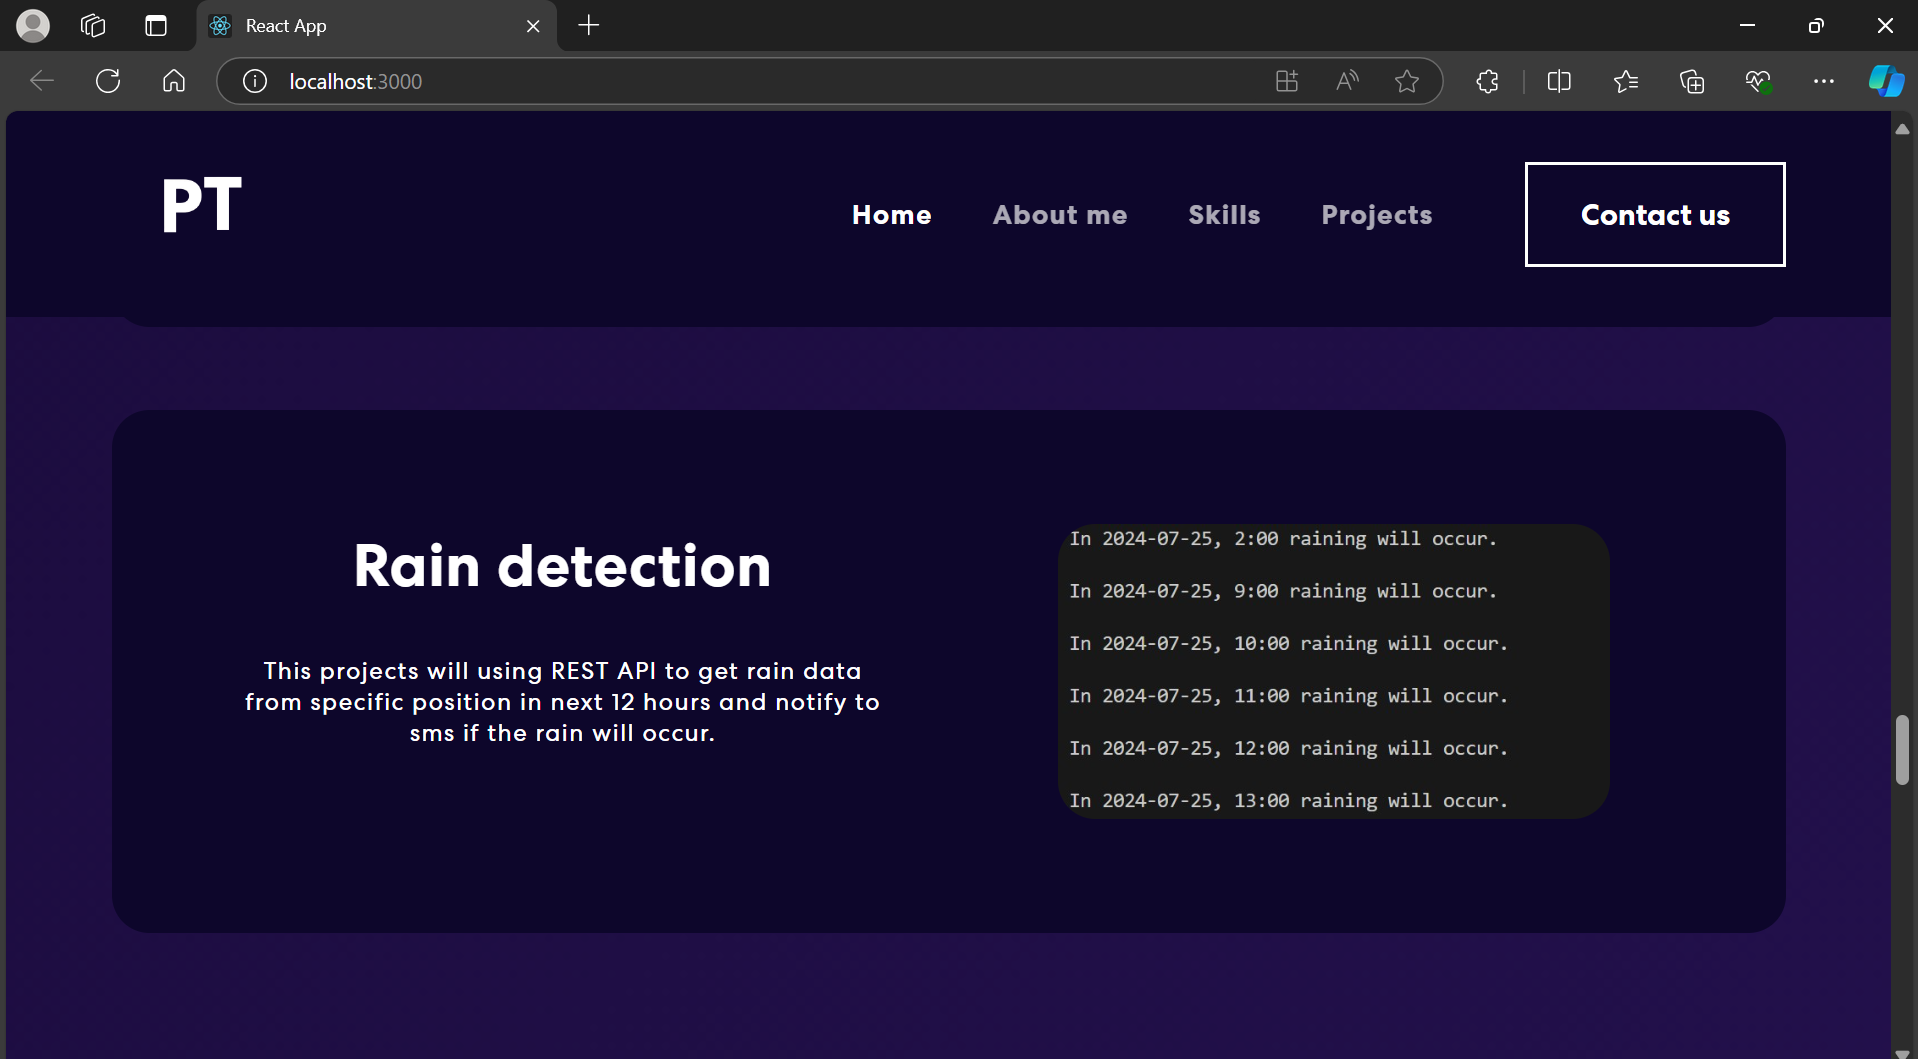 React App
localhost:3000
PT
Home About me Skills Projects Contact us
Rain detection
This projects will using REST API to get rain data
from specific position in next 12 hours and notify to
sms if the rain will occur.
In 2024-07-25, 2:00 raining will occur.
In 2024-07-25, 9:00 raining will occur.
In 2024-07-25, 10:00 raining will occur.
In 2024-07-25, 11:00 raining will occur.
In 2024-07-25, 12:00 raining will occur.
In 2024-07-25, 13:00 raining will occur.